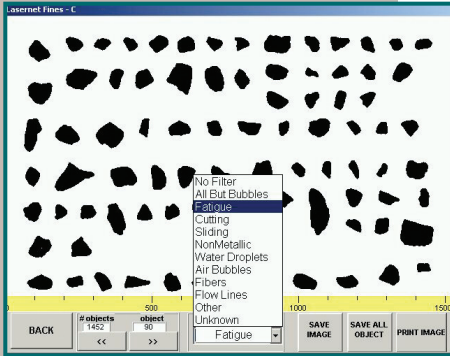 Lasernet Fines - C
No Filter
All But Bubbles
Fatigue
Cutting
Sliding
NonMetallic
Water Droplets
Air Bubbles
Fibers
Flow Lines
Other
Unknown
0 500 1000 1500
BACK
# objects object
1452 90
<< >>
Fatigue
SAVE IMAGE
SAVE ALL OBJECT
PRINT IMAGE